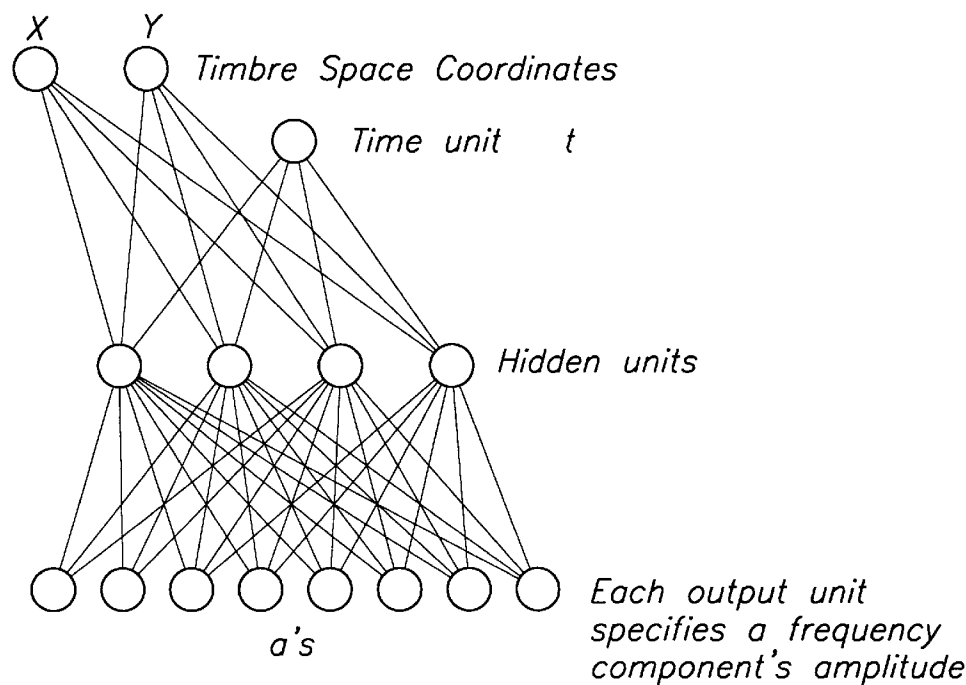 X Y
Timbre Space Coordinates
Time unit t
Hidden units
Each output unit
specifies a frequency
component's amplitude
a's